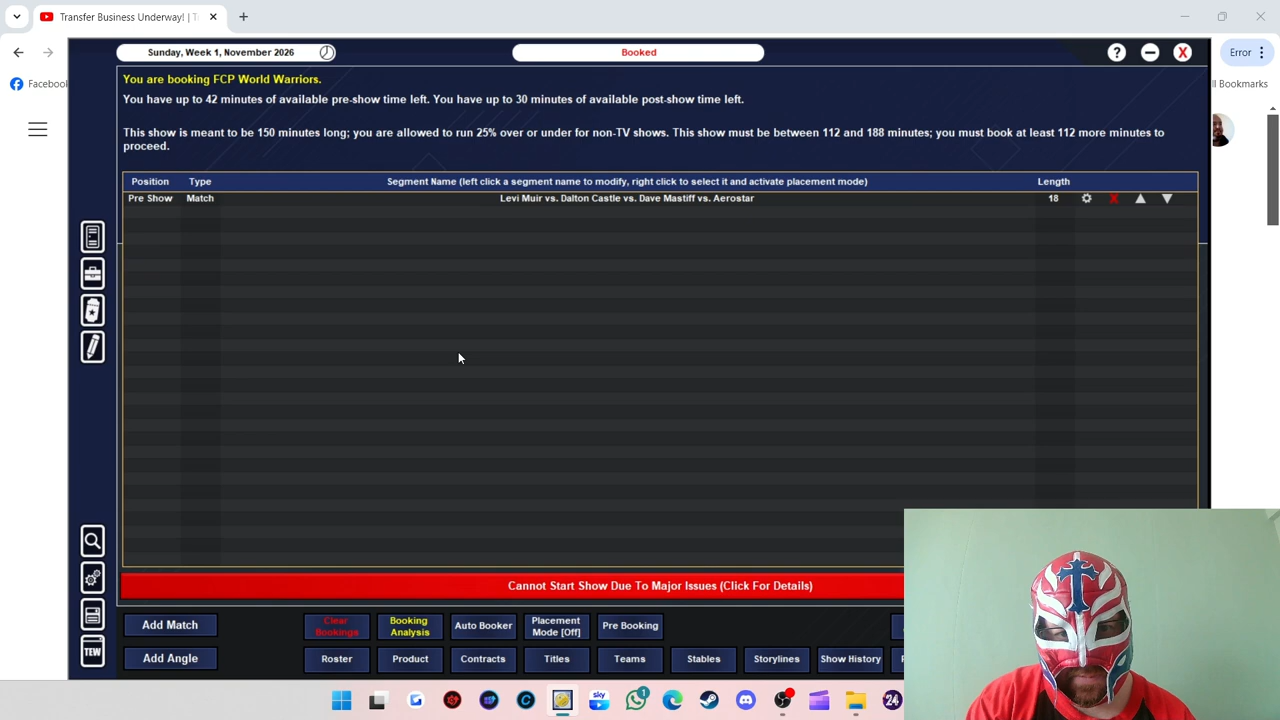 Transfer Business Underway! | T
Sunday, Week 1, November 2026
Booked
?
X
Error
Facebook
ll Bookmarks
You are booking FCP World Warriors.
You have up to 42 minutes of available pre-show time left. You have up to 30 minutes of available post-show time left.
This show is meant to be 150 minutes long; you are allowed to run 25% over or under for non-TV shows. This show must be between 112 and 188 minutes; you must book at least 112 more minutes to
proceed.
Position Type Segment Name (left click a segment name to modify, right click to select it and activate placement mode) Length
Pre Show Match Levi Muir vs. Dalton Castle vs. Dave Mastiff vs. Aerostar 18
Cannot Start Show Due To Major Issues (Click For Details)
Add Match
Clear
Bookings
Booking
Analysis
Auto Booker
Placement
Mode [Off]
Pre Booking
TEW
Add Angle
Roster
Product
Contracts
Titles
Teams
Stables
Storylines
Show History
sky
1
24